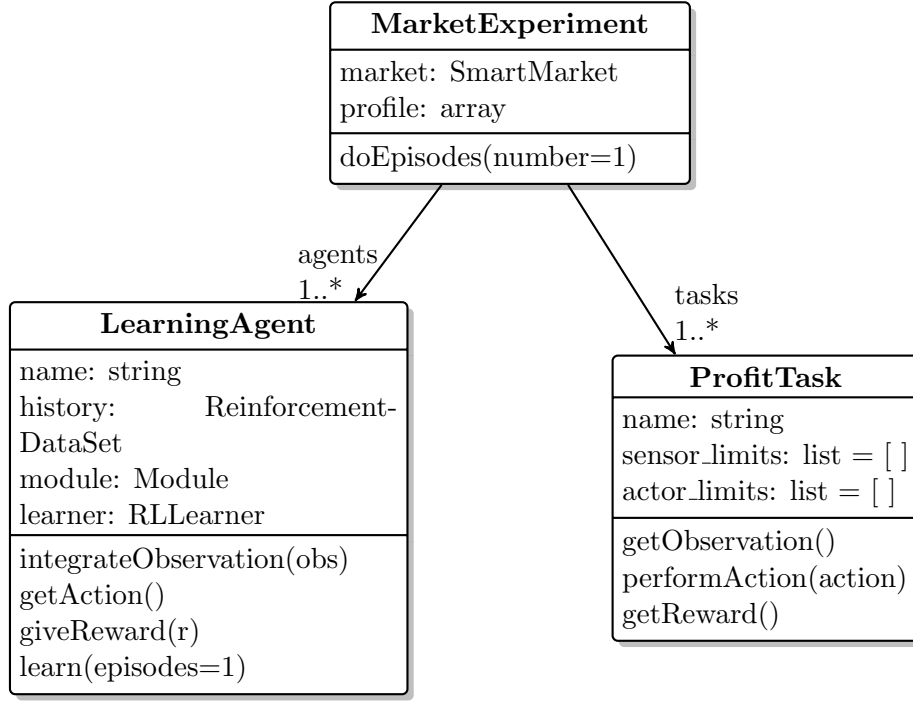 MarketExperiment
market: SmartMarket
profile: array
doEpisodes(number=1)
agents
1..*
tasks
1..*
LearningAgent
name: string
history: Reinforcement-
DataSet
module: Module
learner: RLLearner
integrateObservation(obs)
getAction()
giveReward(r)
learn(episodes=1)
ProfitTask
name: string
sensor_limits: list = [ ]
actor_limits: list = [ ]
getObservation()
performAction(action)
getReward()